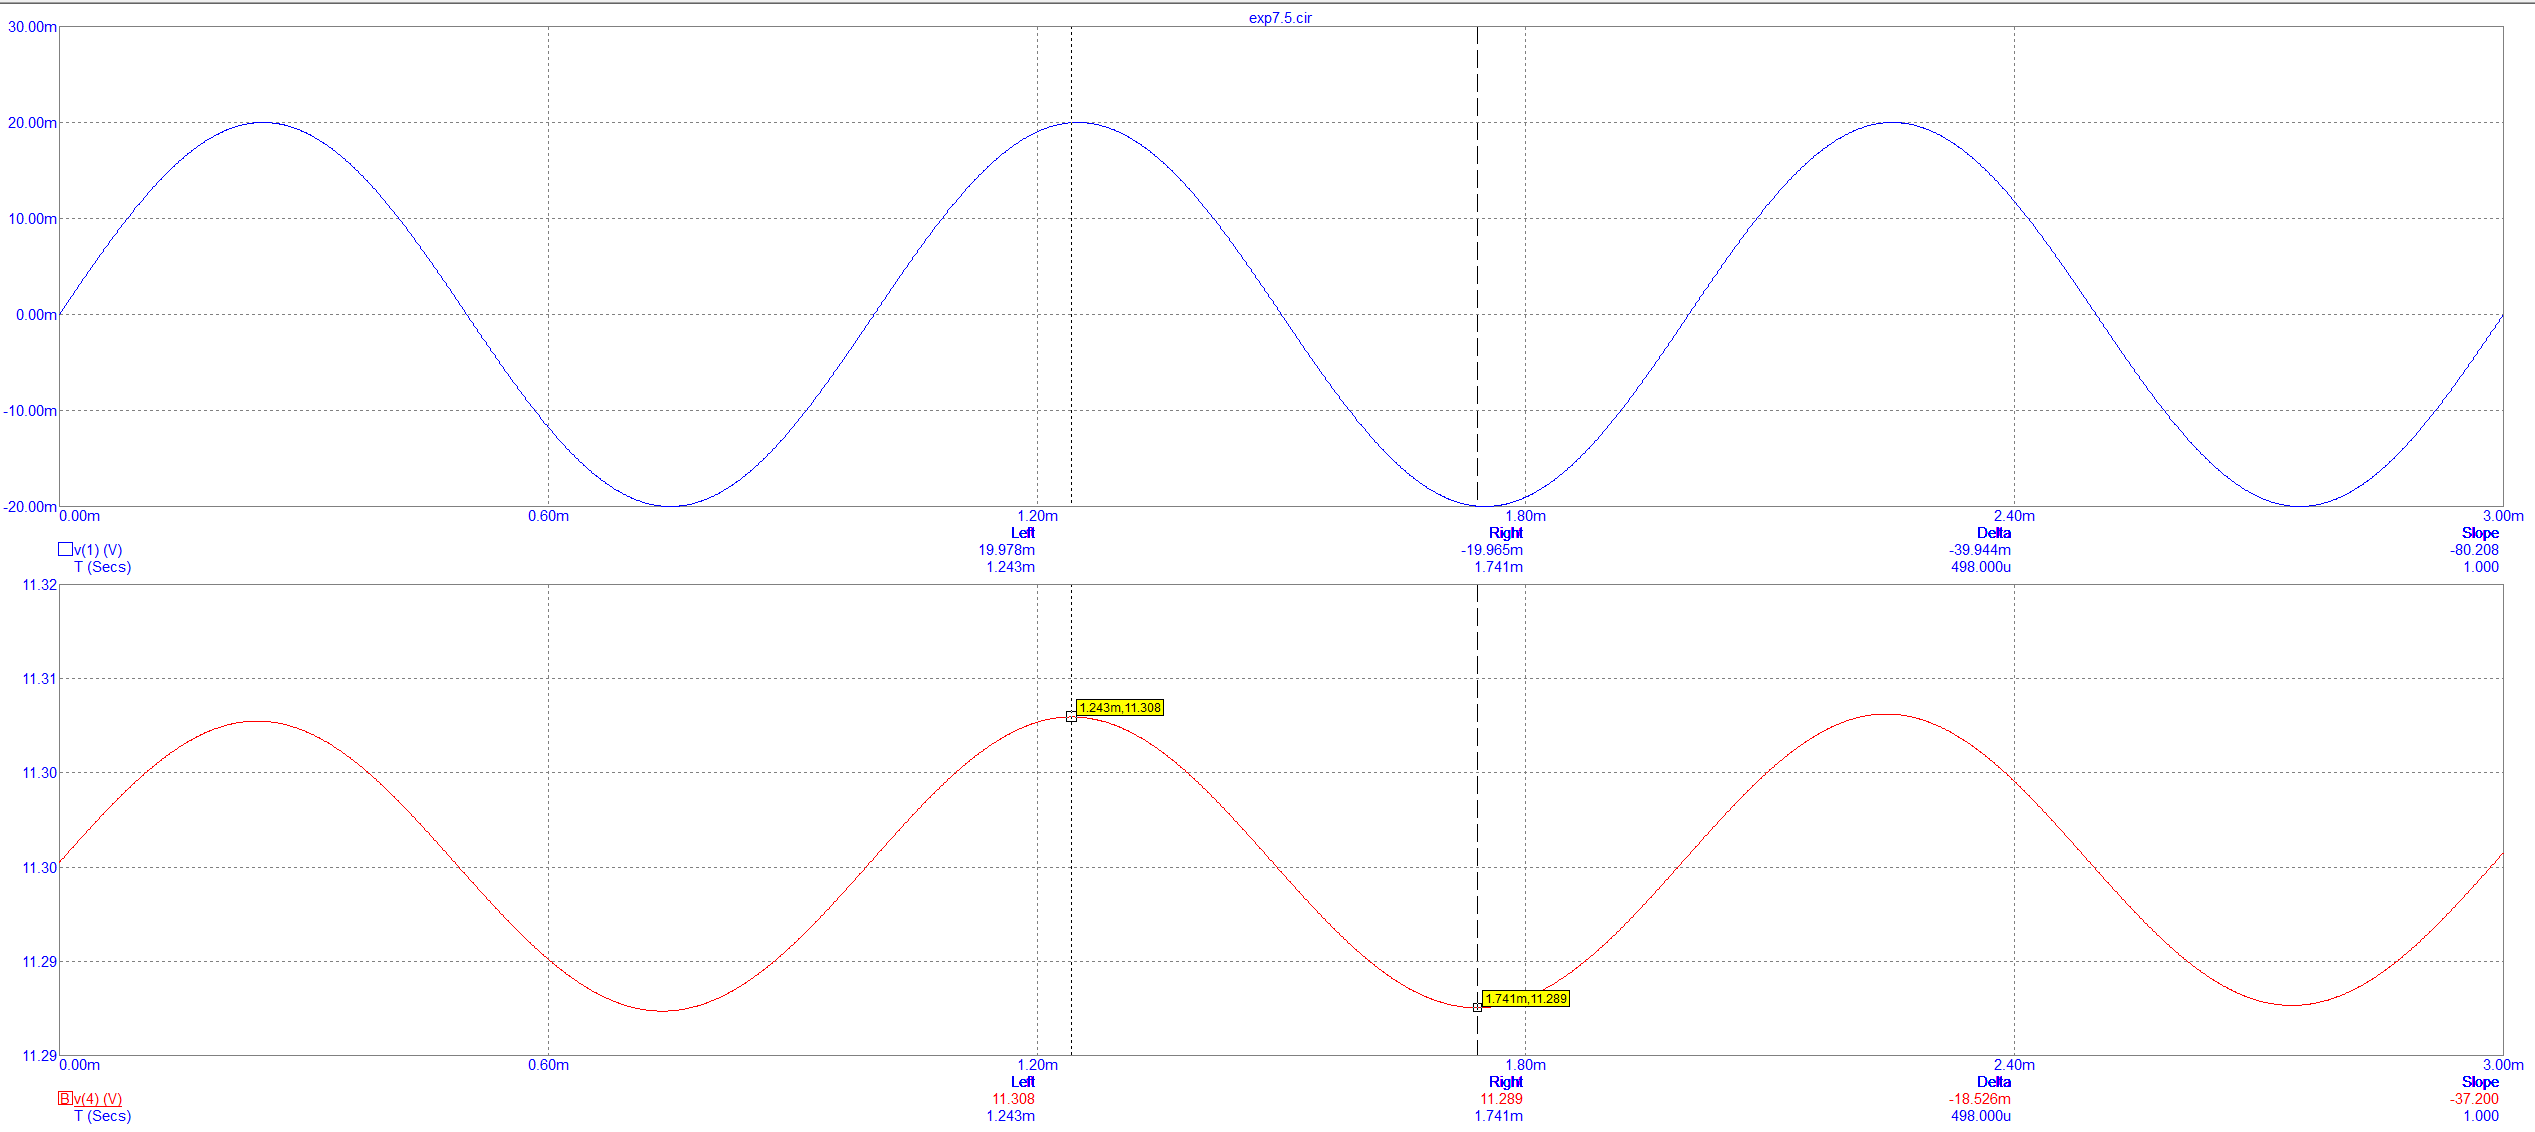 exp7.5.cir
30.00m
20.00m
10.00m
0.00m
-10.00m
-20.00m
0.00m 0.60m 1.20m 1.80m 2.40m 3.00m
Left Right Delta Slope
v(1) (V) 19.978m -19.965m -39.944m -80.208
T (Secs) 1.243m 1.741m 498.000u 1.000
11.32
11.31
1.243m,11.308
11.30
11.30
11.29
1.741m,11.289
11.29
0.00m 0.60m 1.20m 1.80m 2.40m 3.00m
Left Right Delta Slope
B v(4) (V) 11.308 11.289 -18.526m -37.200
T (Secs) 1.243m 1.741m 498.000u 1.000